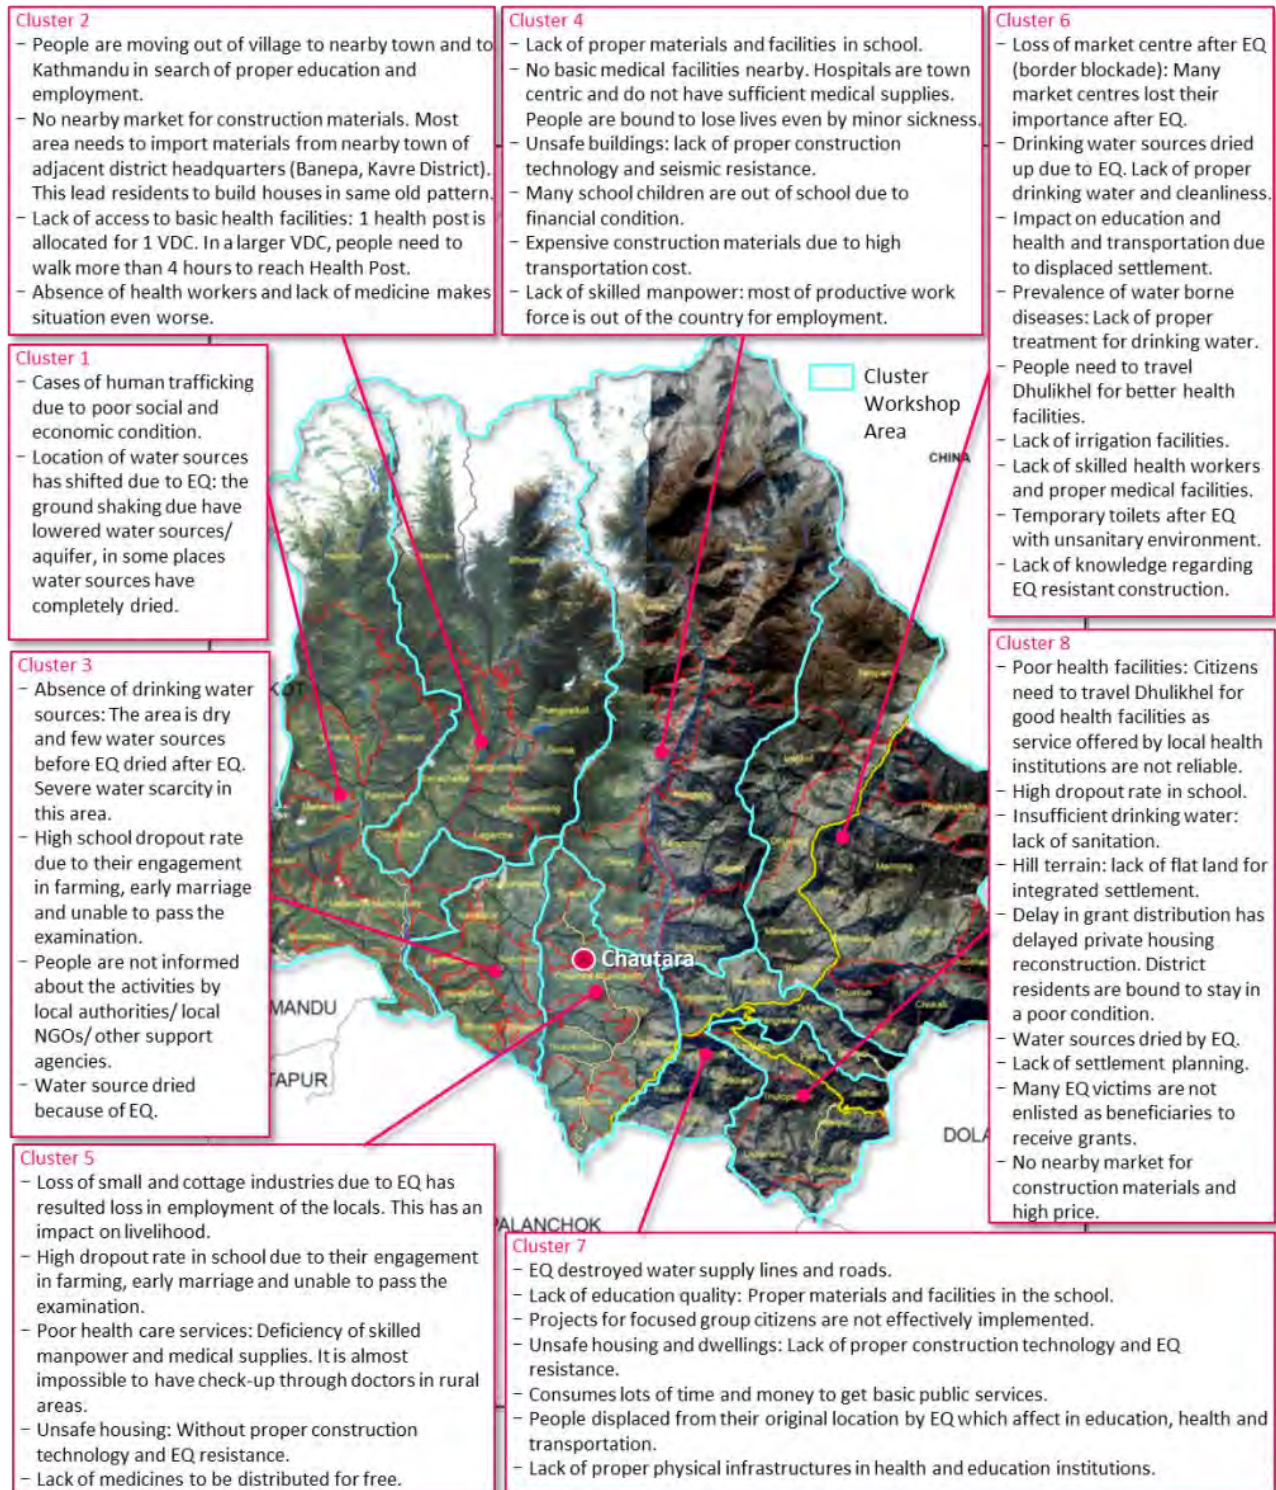 Cluster 2
– People are moving out of village to nearby town and to
Kathmandu in search of proper education and
employment.
– No nearby market for construction materials. Most
area needs to import materials from nearby town of
adjacent district headquarters (Banepa, Kavre District).
This lead residents to build houses in same old pattern.
– Lack of access to basic health facilities: 1 health post is
allocated for 1 VDC. In a larger VDC, people need to
walk more than 4 hours to reach Health Post.
– Absence of health workers and lack of medicine makes
situation even worse.
Cluster 4
– Lack of proper materials and facilities in school.
– No basic medical facilities nearby. Hospitals are town
centric and do not have sufficient medical supplies.
People are bound to lose lives even by minor sickness.
– Unsafe buildings: lack of proper construction
technology and seismic resistance.
– Many school children are out of school due to
financial condition.
– Expensive construction materials due to high
transportation cost.
– Lack of skilled manpower: most of productive work
force is out of the country for employment.
Cluster 6
– Loss of market centre after EQ
(border blockade): Many
market centres lost their
importance after EQ.
– Drinking water sources dried
up due to EQ. Lack of proper
drinking water and cleanliness.
– Impact on education and
health and transportation due
to displaced settlement.
– Prevalence of water borne
diseases: Lack of proper
treatment for drinking water.
– People need to travel
Dhulikhel for better health
facilities.
– Lack of irrigation facilities.
– Lack of skilled health workers
and proper medical facilities.
– Temporary toilets after EQ
with unsanitary environment.
– Lack of knowledge regarding
EQ resistant construction.
Cluster 1
– Cases of human trafficking
due to poor social and
economic condition.
– Location of water sources
has shifted due to EQ: the
ground shaking due have
lowered water sources/
aquifer, in some places
water sources have
completely dried.
Cluster
Workshop
Area
CHINA
Cluster 3
– Absence of drinking water
sources: The area is dry
and few water sources
before EQ dried after EQ.
Severe water scarcity in
this area.
– High school dropout rate
due to their engagement
in farming, early marriage
and unable to pass the
examination.
– People are not informed
about the activities by
local authorities/ local
NGOs/ other support
agencies.
– Water source dried
because of EQ.
Chautara
MANDU
TAPUR
DOLA
PALANCHOK
Cluster 8
– Poor health facilities: Citizens
need to travel Dhulikhel for
good health facilities as
service offered by local health
institutions are not reliable.
– High dropout rate in school.
– Insufficient drinking water:
lack of sanitation.
– Hill terrain: lack of flat land for
integrated settlement.
– Delay in grant distribution has
delayed private housing
reconstruction. District
residents are bound to stay in
a poor condition.
– Water sources dried by EQ.
– Lack of settlement planning.
– Many EQ victims are not
enlisted as beneficiaries to
receive grants.
– No nearby market for
construction materials and
high price.
Cluster 5
– Loss of small and cottage industries due to EQ has
resulted loss in employment of the locals. This has an
impact on livelihood.
– High dropout rate in school due to their engagement
in farming, early marriage and unable to pass the
examination.
– Poor health care services: Deficiency of skilled
manpower and medical supplies. It is almost
impossible to have check-up through doctors in rural
areas.
– Unsafe housing: Without proper construction
technology and EQ resistance.
– Lack of medicines to be distributed for free.
Cluster 7
– EQ destroyed water supply lines and roads.
– Lack of education quality: Proper materials and facilities in the school.
– Projects for focused group citizens are not effectively implemented.
– Unsafe housing and dwellings: Lack of proper construction technology and EQ
resistance.
– Consumes lots of time and money to get basic public services.
– People displaced from their original location by EQ which affect in education, health and
transportation.
– Lack of proper physical infrastructures in health and education institutions.